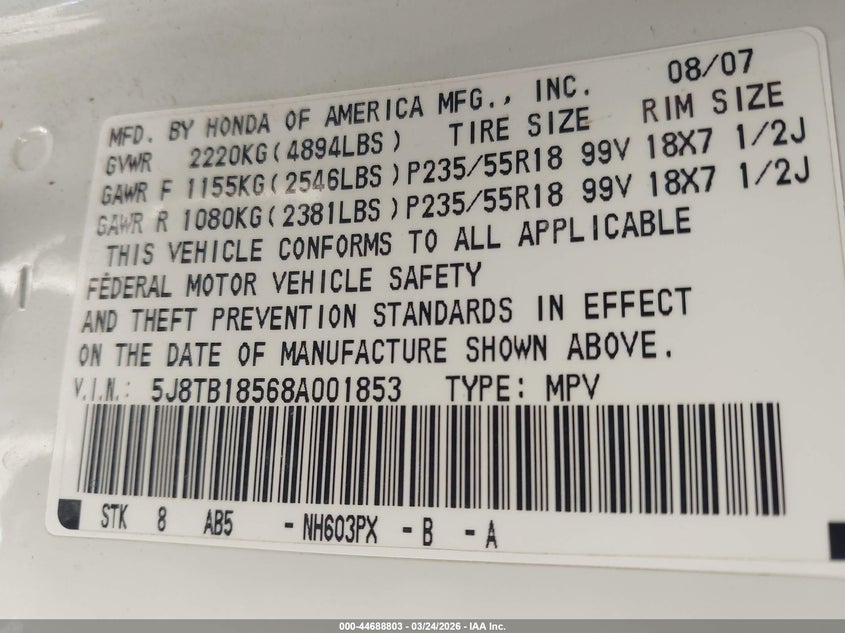 MFD. BY HONDA OF AMERICA MFG., INC. 08/07
GVWR 2220KG(4894LBS) TIRE SIZE RIM SIZE
GAWR F 1155KG(2546LBS)P235/55R18 99V 18X7 1/2J
GAWR R 1080KG(2381LBS)P235/55R18 99V 18X7 1/2J
THIS VEHICLE CONFORMS TO ALL APPLICABLE
FEDERAL MOTOR VEHICLE SAFETY
AND THEFT PREVENTION STANDARDS IN EFFECT
ON THE DATE OF MANUFACTURE SHOWN ABOVE.
V.I.N.: 5J8TB18568A001853 TYPE: MPV
STK 8 AB5 -NH603PX -B -A
000-44688803 - 03/24/2026 - IAA Inc.